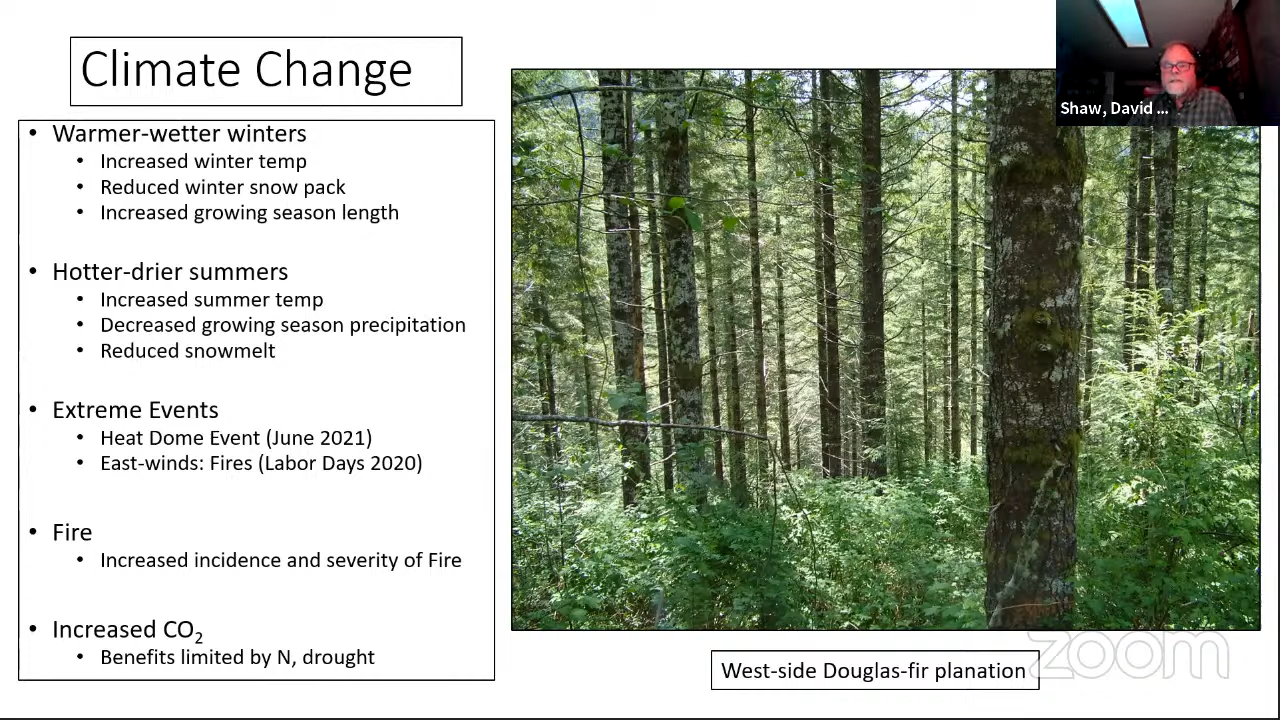 Climate Change
• Warmer-wetter winters
• Increased winter temp
• Reduced winter snow pack
• Increased growing season length
• Hotter-drier summers
• Increased summer temp
• Decreased growing season precipitation
• Reduced snowmelt
• Extreme Events
• Heat Dome Event (June 2021)
• East-winds: Fires (Labor Days 2020)
• Fire
• Increased incidence and severity of Fire
• Increased CO₂
• Benefits limited by N, drought
Shaw, David ...
West-side Douglas-fir planation
zoom